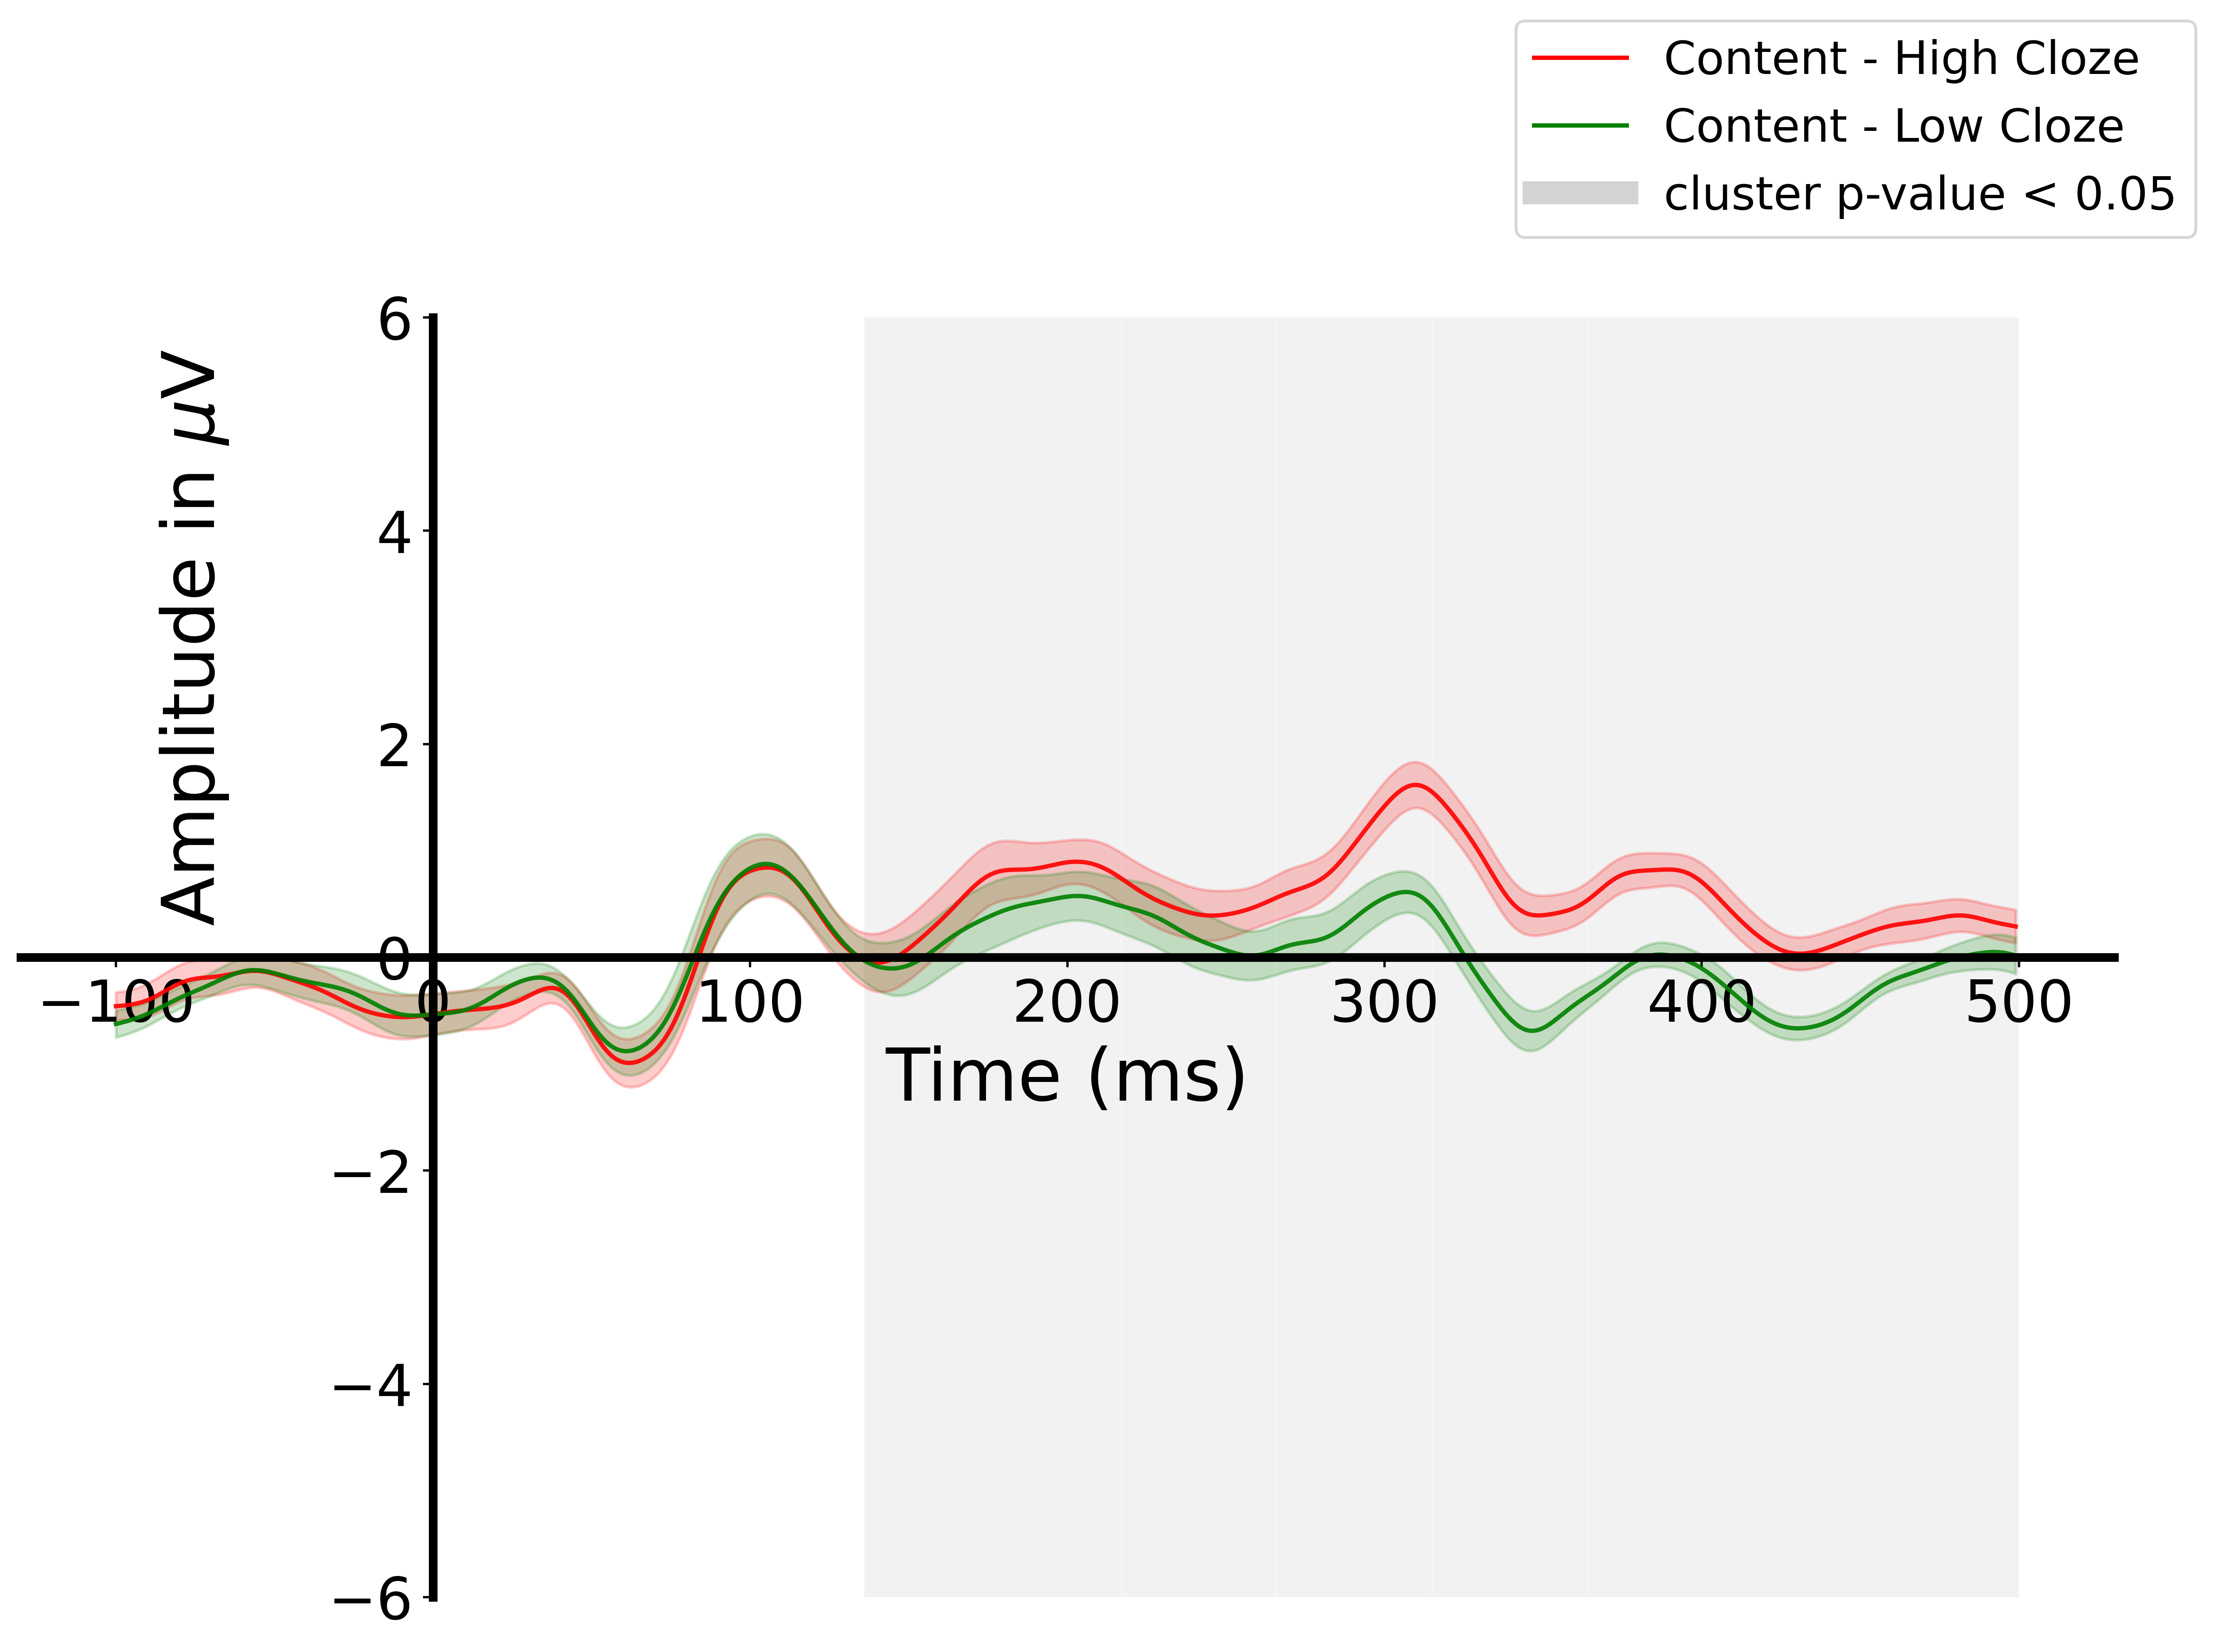 Content - High Cloze
Content - Low Cloze
cluster p-value < 0.05
Amplitude in μV
6
4
2
0
−2
−4
−6
−100 0 100 200 300 400 500
Time (ms)